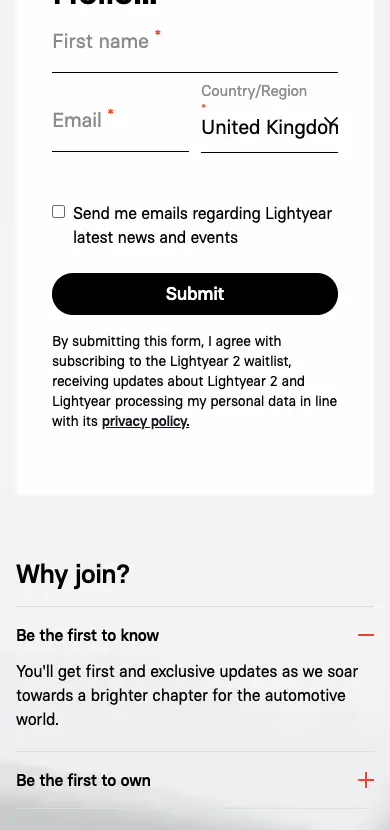 First name *
Country/Region
*
Email *
United Kingdom
Send me emails regarding Lightyear
latest news and events
Submit
By submitting this form, I agree with
subscribing to the Lightyear 2 waitlist,
receiving updates about Lightyear 2 and
Lightyear processing my personal data in line
with its privacy policy.
Why join?
Be the first to know
You'll get first and exclusive updates as we soar
towards a brighter chapter for the automotive
world.
Be the first to own